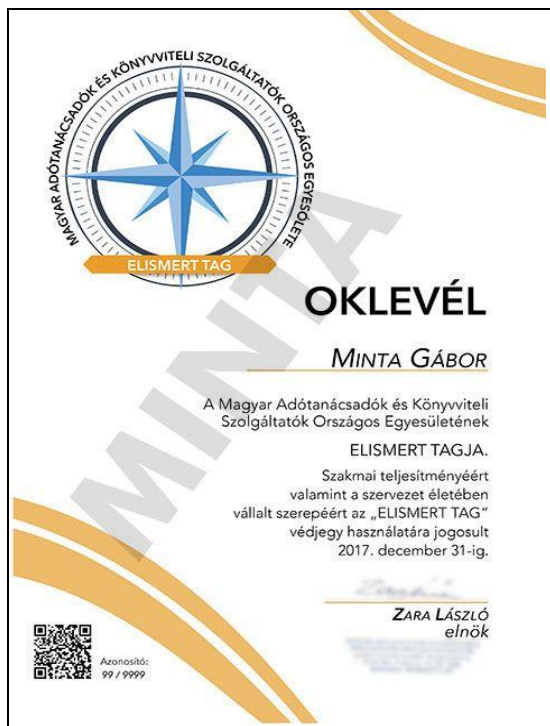 MAGYAR ADÓTANÁCSADÓK ÉS KÖNYVVITELI SZOLGÁLTATÓK ORSZÁGOS EGYESÜLETE
ELISMERT TAG
MINTA
OKLEVÉL
MINTA GÁBOR
A Magyar Adótanácsadók és Könyvviteli
Szolgáltatók Országos Egyesületének
ELISMERT TAGJA.
Szakmai teljesítményéért
valamint a szervezet életében
vállalt szerepéért az „ELISMERT TAG”
védjegy használatára jogosult
2017. december 31-ig.
ZARA LÁSZLÓ
elnök
Azonosító:
99 / 9999